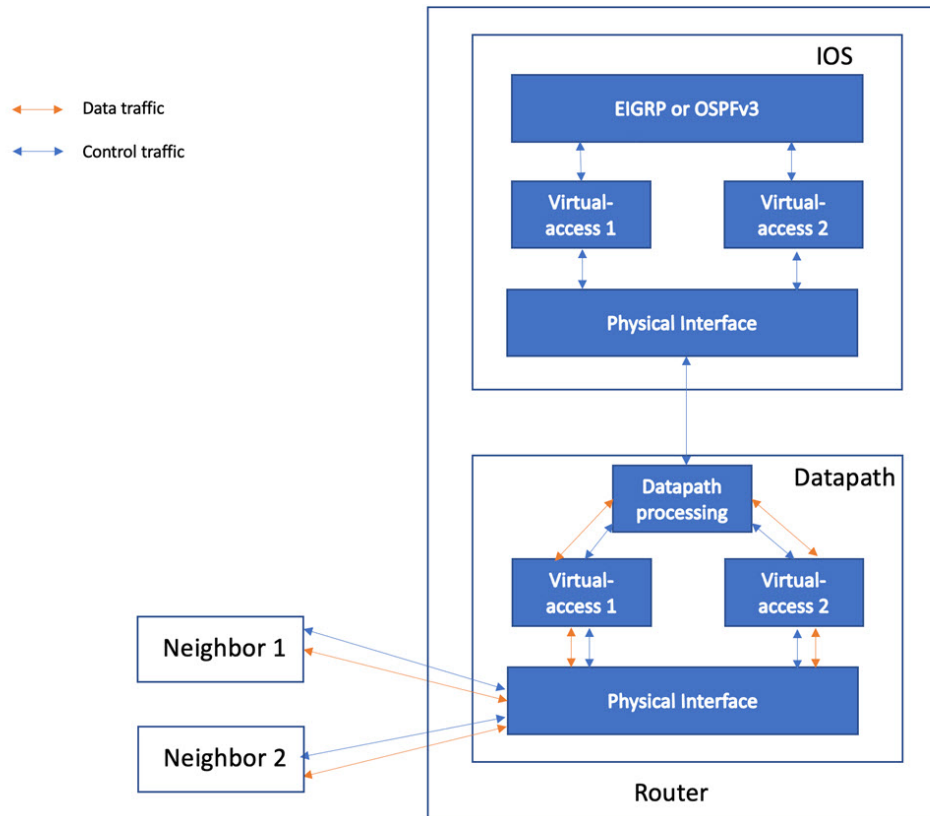 IOS
EIGRP or OSPFv3
Data traffic
Control traffic
Virtual-
access 1
Virtual-
access 2
Physical Interface
Datapath
Datapath
processing
Virtual-
access 1
Virtual-
access 2
Neighbor 1
Physical Interface
Neighbor 2
Router